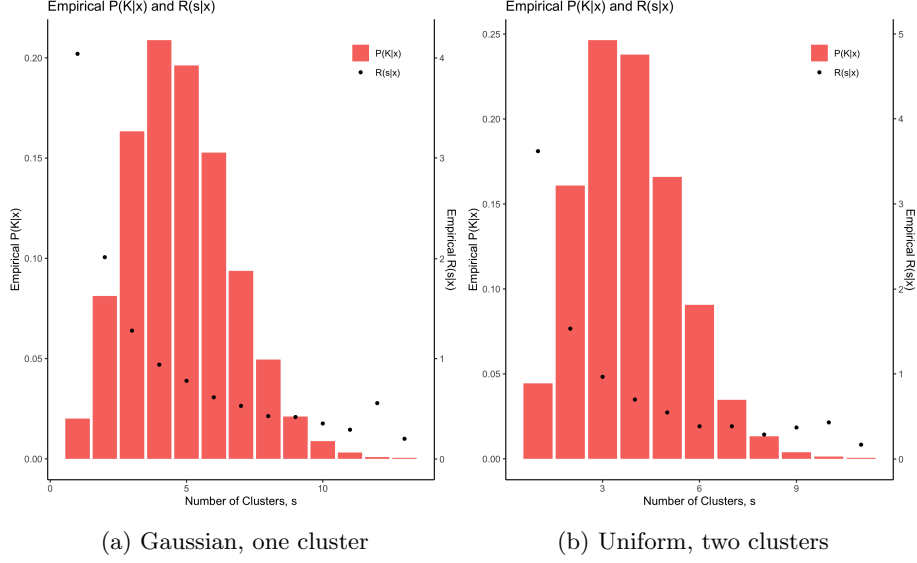 Empirical P(K|x) and R(s|x)
0.20
0.15
0.10
0.05
0.00
Empirical P(K|x)
4
3
2
1
0
Empirical R(s|x)
P(K|x)
R(s|x)
0
5
10
Number of Clusters, s
(a) Gaussian, one cluster
Empirical P(K|x) and R(s|x)
0.25
0.20
0.15
0.10
0.05
0.00
Empirical P(K|x)
5
4
3
2
1
0
Empirical R(s|x)
P(K|x)
R(s|x)
3
6
9
Number of Clusters, s
(b) Uniform, two clusters